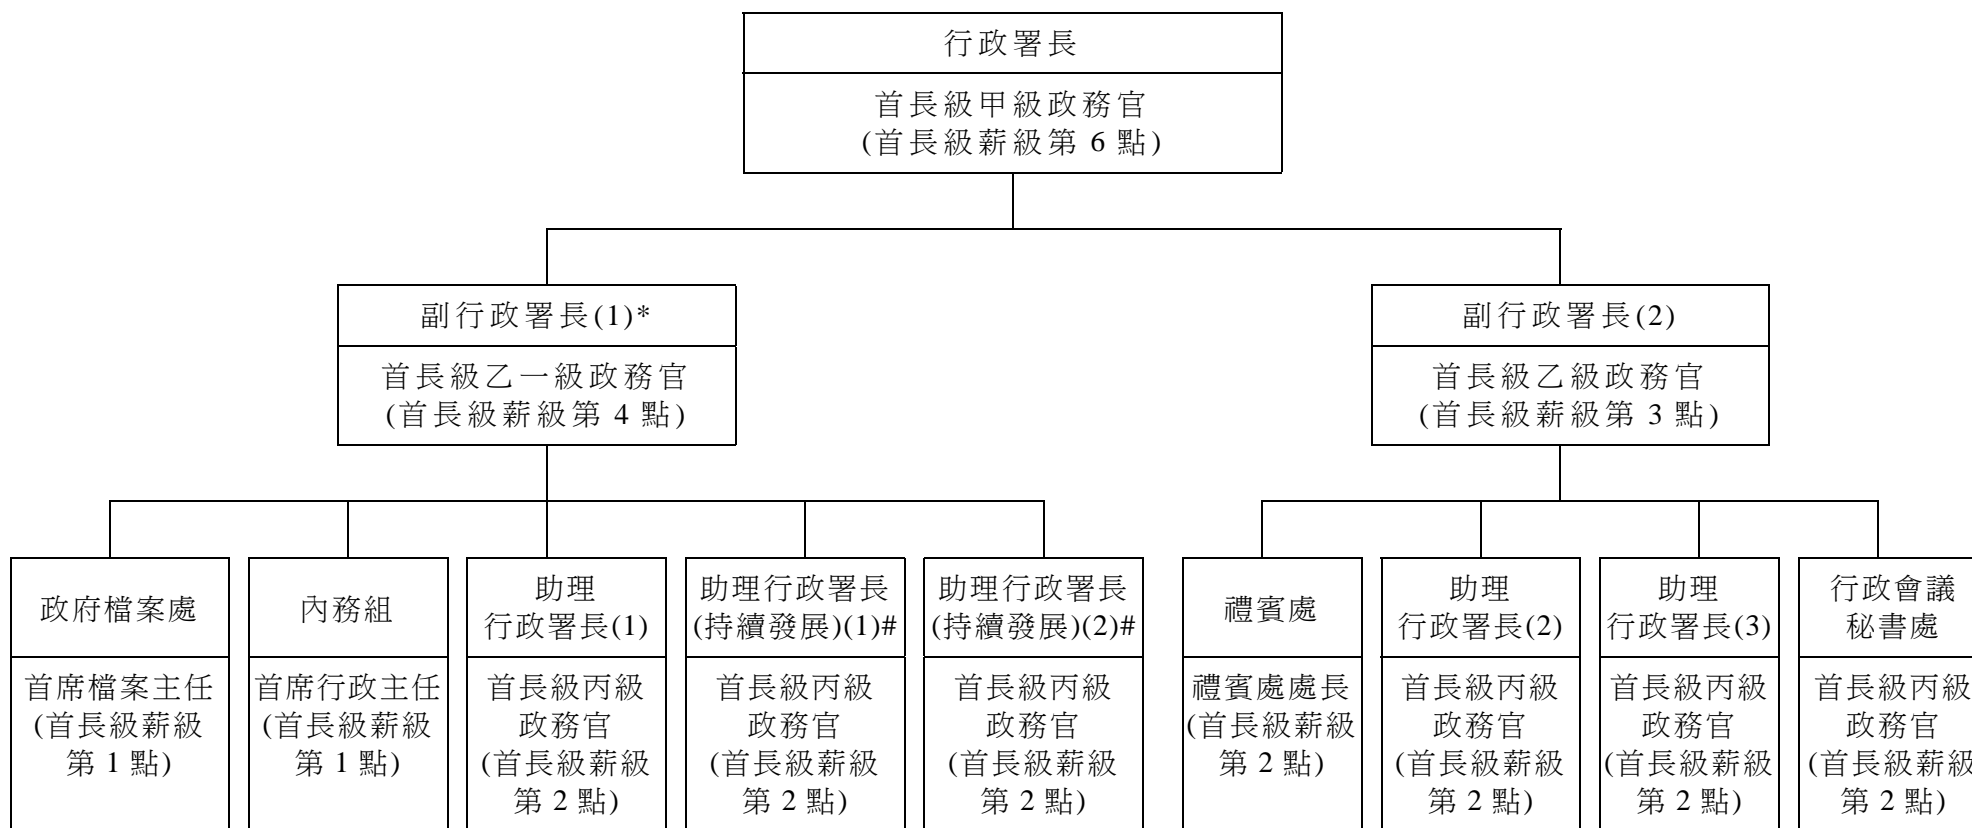 行政署長
首長級甲級政務官
(首長級薪級第 6 點)
副行政署長(1)*
首長級乙一級政務官
(首長級薪級第 4 點)
副行政署長(2)
首長級乙級政務官
(首長級薪級第 3 點)
政府檔案處
首席檔案主任
(首長級薪級
第 1 點)
內務組
首席行政主任
(首長級薪級
第 1 點)
助理
行政署長(1)
首長級丙級
政務官
(首長級薪級
第 2 點)
助理行政署長
(持續發展)(1)#
首長級丙級
政務官
(首長級薪級
第 2 點)
助理行政署長
(持續發展)(2)#
首長級丙級
政務官
(首長級薪級
第 2 點)
禮賓處
禮賓處處長
(首長級薪級
第 2 點)
助理
行政署長(2)
首長級丙級
政務官
(首長級薪級
第 2 點)
助理
行政署長(3)
首長級丙級
政務官
(首長級薪級
第 2 點)
行政會議
秘書處
首長級丙級
政務官
(首長級薪級
第 2 點)